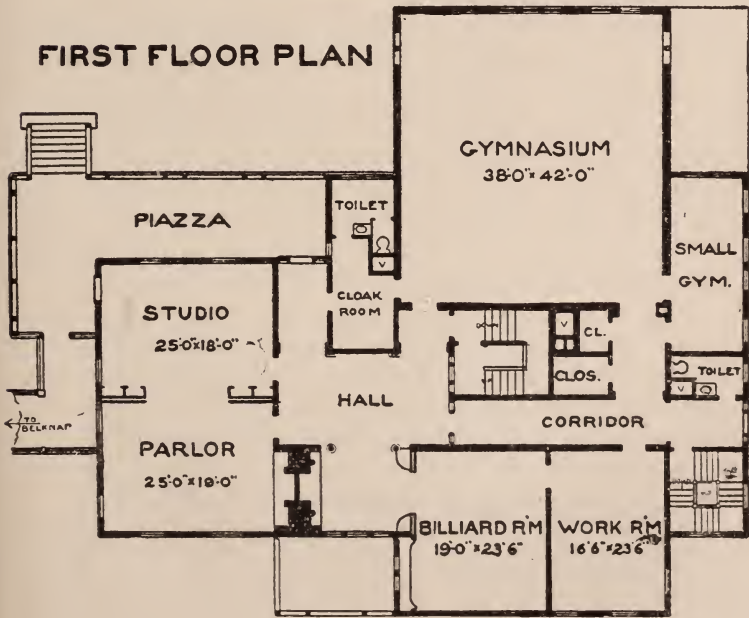 FIRST FLOOR PLAN
GYMNASIUM
38'-0" × 42'-0"
TOILET
PIAZZA
SMALL
GYM.
V
CLOAK
ROOM
STUDIO
25'-0"×18'-0"
V
CL.
CLOS.
TOILET
V
HALL
TO
BELKNAP
CORRIDOR
PARLOR
25'-0"×19'-0"
BILLIARD R'M
19'-0"×23'6"
WORK R'M
16'6"×23'6"